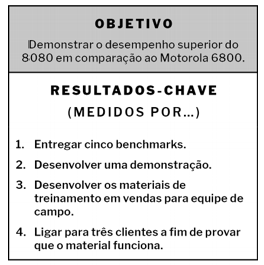 OBJETIVO
Demonstrar o desempenho superior do
8080 em comparação ao Motorola 6800.
RESULTADOS-CHAVE
(MEDIDOS POR...)
1. Entregar cinco benchmarks.
2. Desenvolver uma demonstração.
3. Desenvolver os materiais de
treinamento em vendas para equipe de
campo.
4. Ligar para três clientes a fim de provar
que o material funciona.